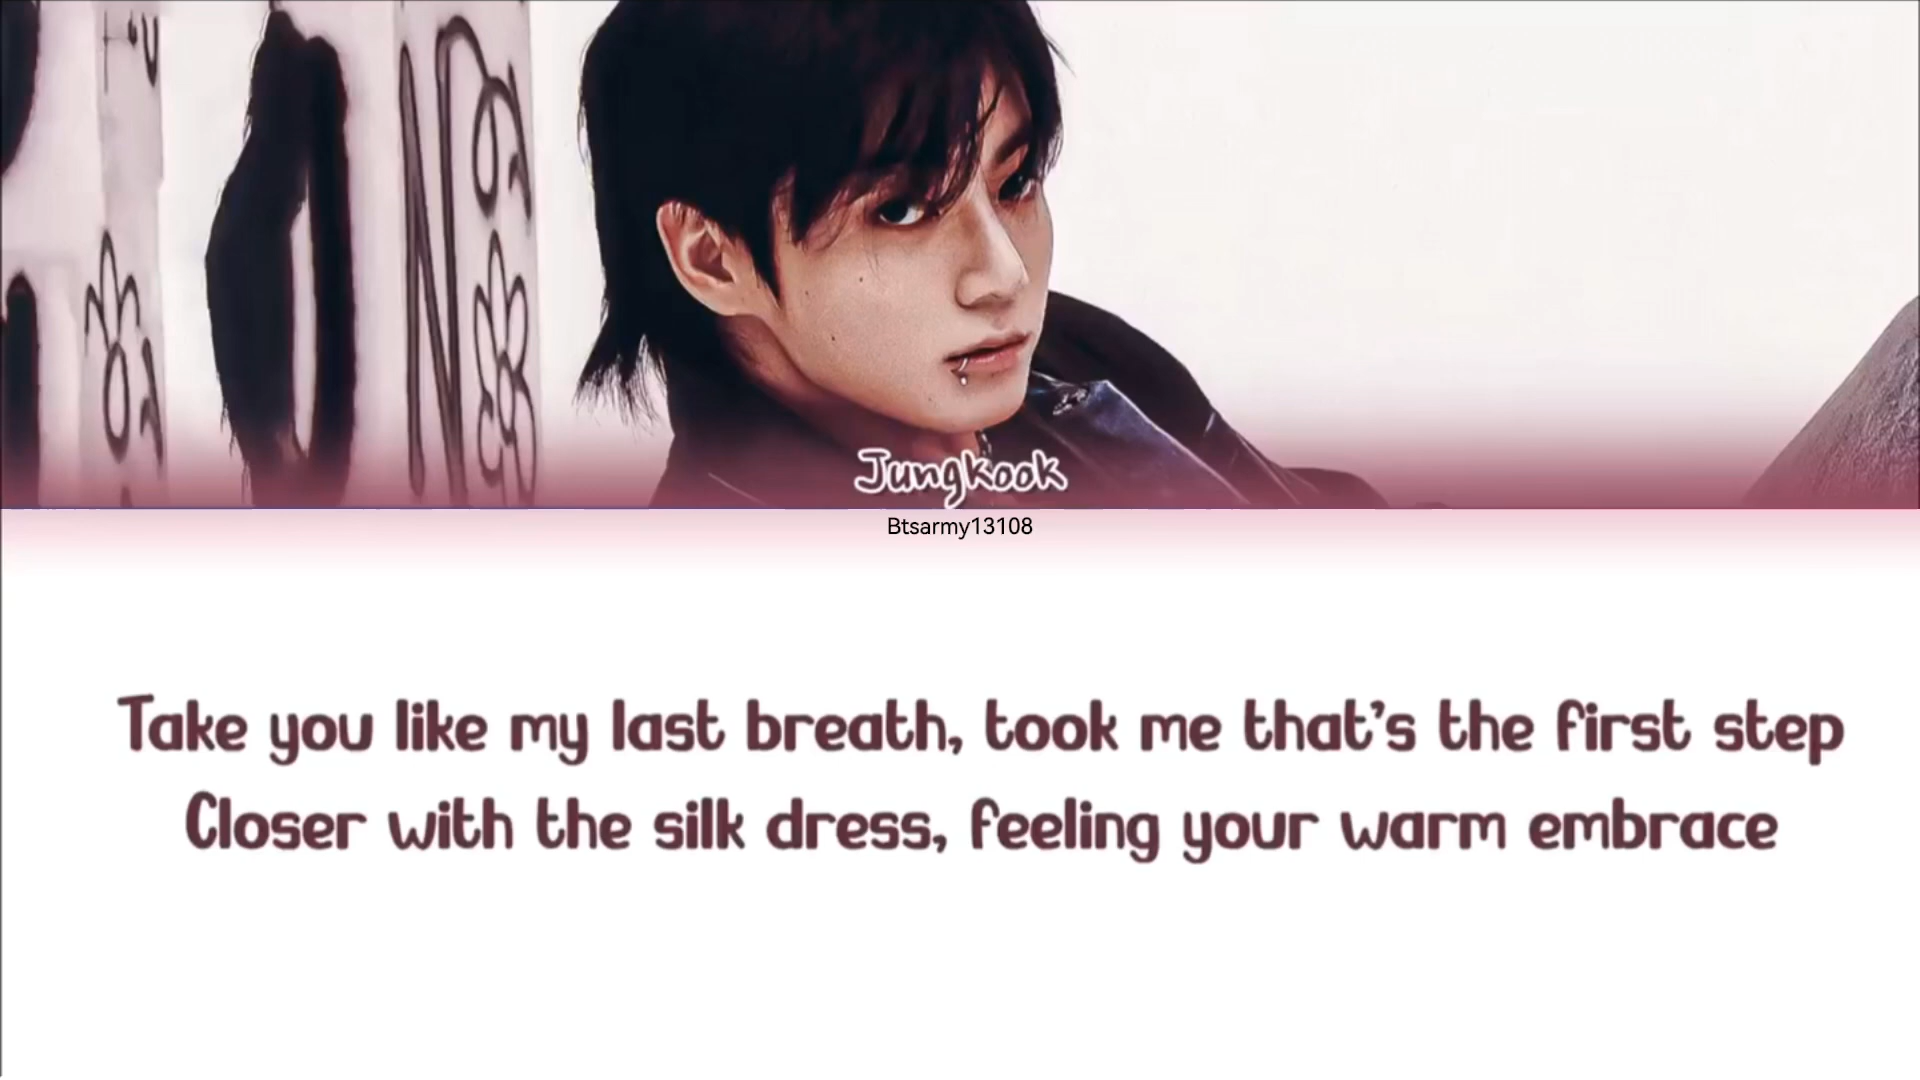 Jungkook
Btsarmy13108
Take you like my last breath, took me that's the first step
Closer with the silk dress, feeling your warm embrace